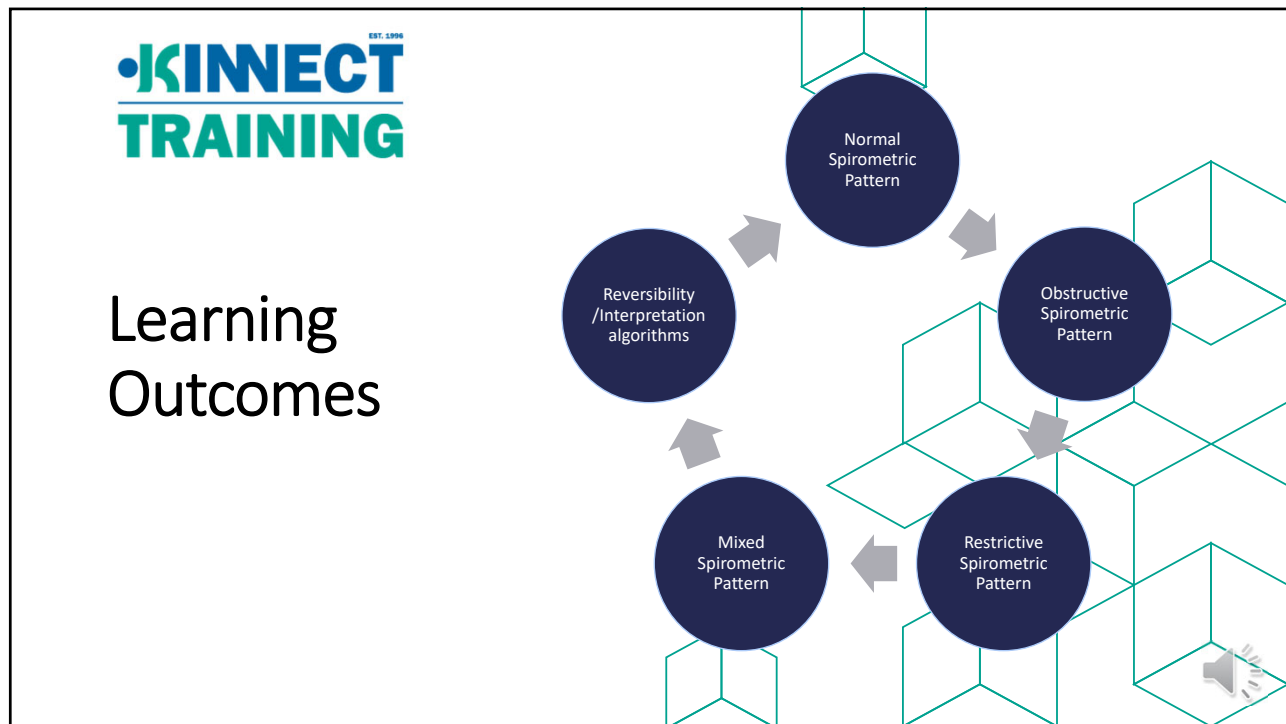 EST. 1996
KINNECT
TRAINING
Learning
Outcomes
Normal
Spirometric
Pattern
Obstructive
Spirometric
Pattern
Restrictive
Spirometric
Pattern
Mixed
Spirometric
Pattern
Reversibility
/Interpretation
algorithms